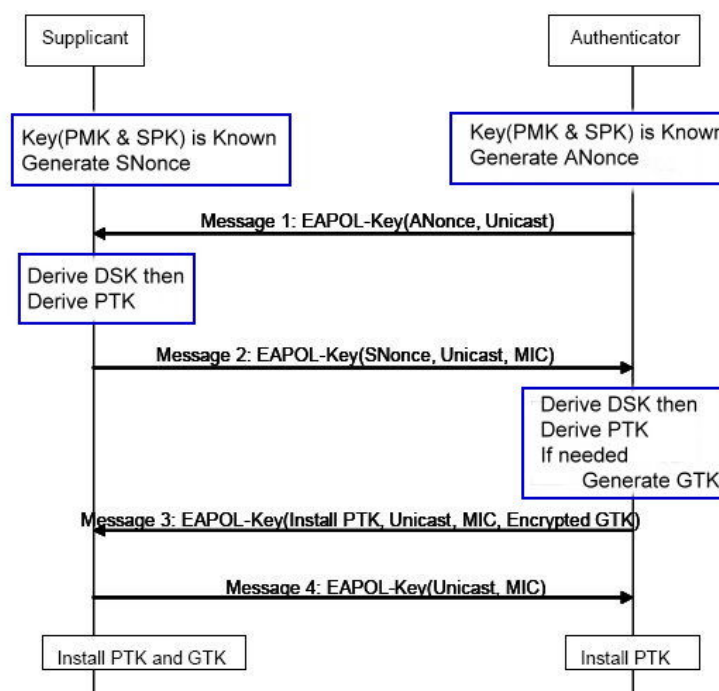 Supplicant
Authenticator
Key(PMK & SPK) is Known
Generate SNonce
Key(PMK & SPK) is Known
Generate ANonce
Message 1: EAPOL-Key(ANonce, Unicast)
Derive DSK then
Derive PTK
Message 2: EAPOL-Key(SNonce, Unicast, MIC)
Derive DSK then
Derive PTK
If needed
Generate GTK
Message 3: EAPOL-Key(Install PTK, Unicast, MIC, Encrypted GTK)
Message 4: EAPOL-Key(Unicast, MIC)
Install PTK and GTK
Install PTK